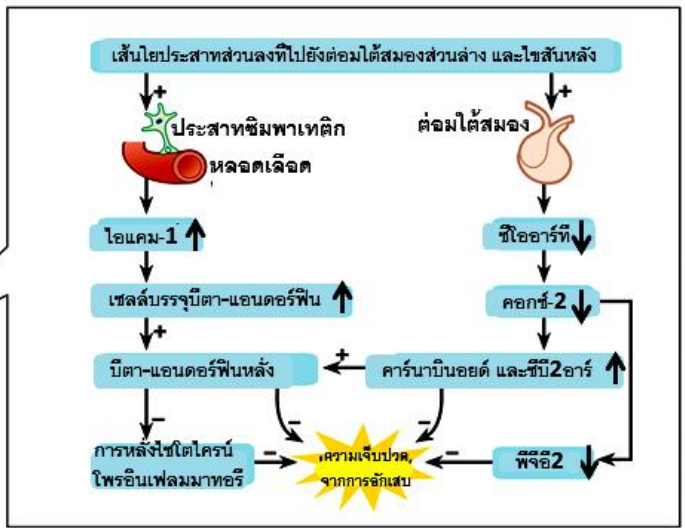 เส้นใยประสาทส่วนลงที่ไปยังต่อมใต้สมองส่วนล่าง และไขสันหลัง
+
+
ประสาทซิมพาเทติก
หลอดเลือด
ต่อมใต้สมอง
ไอแคม-1
ซีโออาร์ที
เซลล์บรรจุบีตา-แอนดอร์ฟิน
คอกซ์-2
+
บีตา-แอนดอร์ฟินหลั่ง
+
คาร์นาบินอยด์ และซีบี2อาร์
-
-
-
การหลั่งไซโตไครน์
โพรอินเฟลมมาทอรี
-
ความเจ็บปวด
จากการอักเสบ
-
พีจีอี2